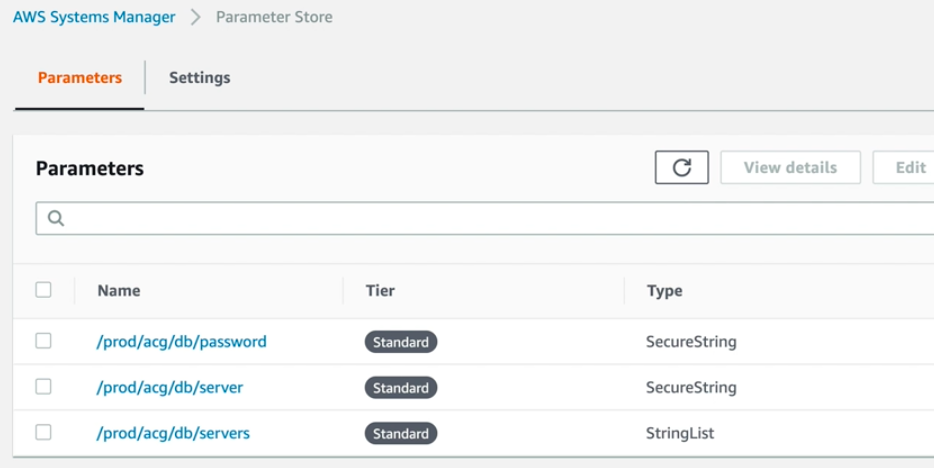 AWS Systems Manager > Parameter Store
Parameters Settings
Parameters View details Edit
Name Tier Type
/prod/acg/db/password Standard SecureString
/prod/acg/db/server Standard SecureString
/prod/acg/db/servers Standard StringList